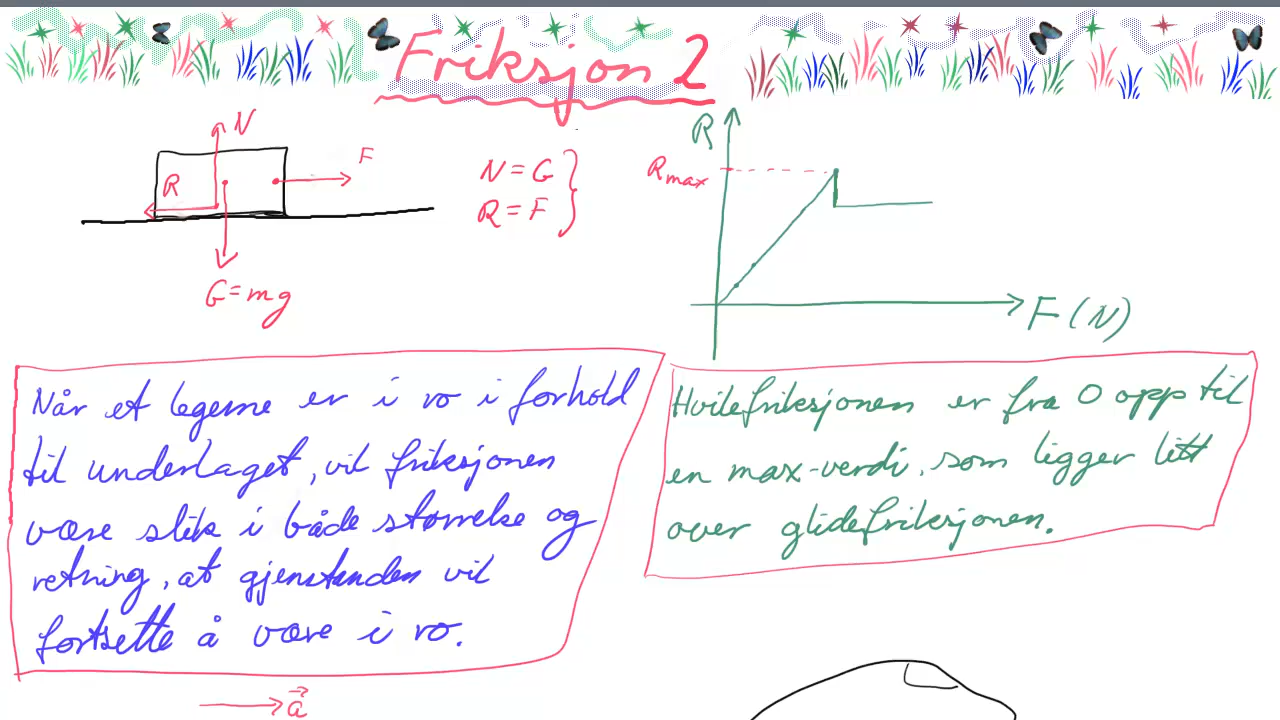 Friksjon 2
N
F
R
G = mg
N = G
R = F
R
Rmax
F (N)
Når et legeme er i ro i forhold
til underlaget, vil friksjonen
være slik i både størrelse og
retning, at gjenstanden vil
fortsette å være i ro.
Hvilefriksjonen er fra 0 opp til
en max-verdi, som ligger litt
over glidefriksjonen.
a